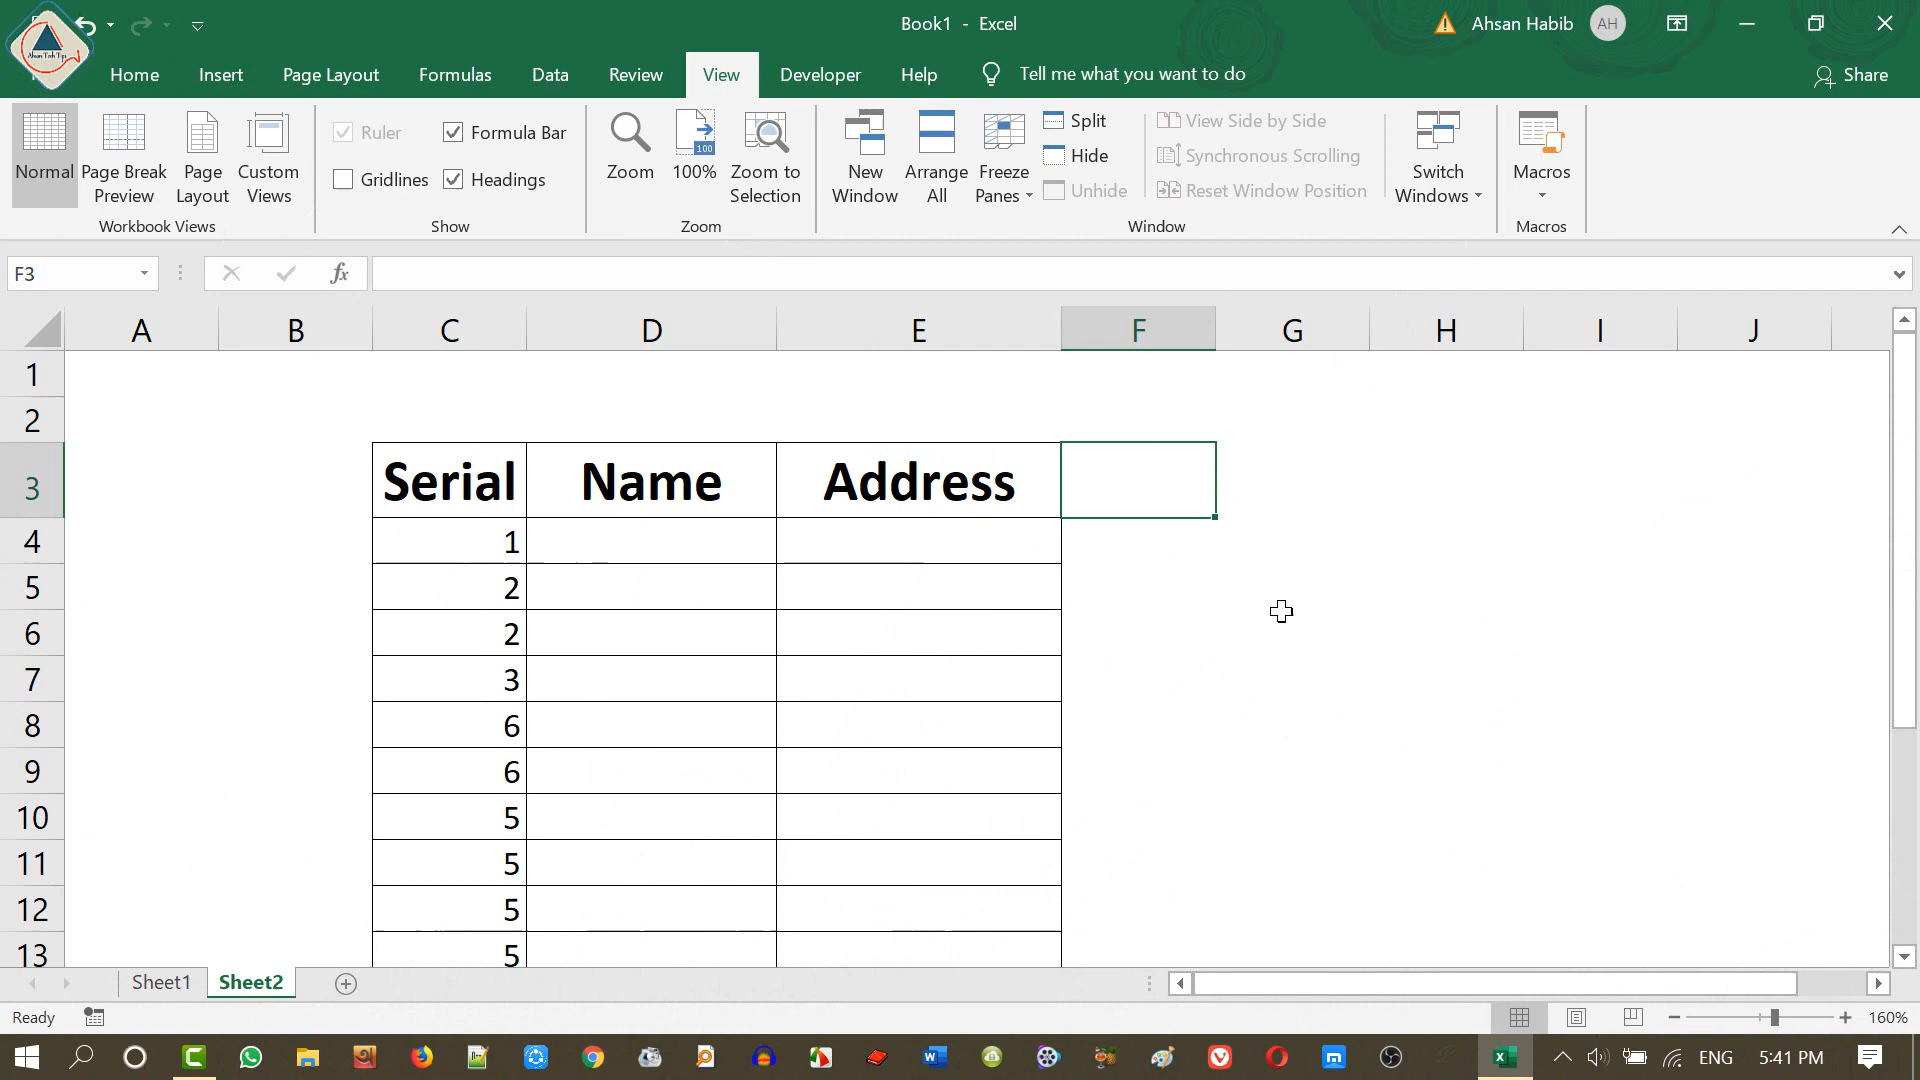 Book1 - Excel
Ahsan Habib
AH
Ahsan Tech Tips
Home
Insert
Page Layout
Formulas
Data
Review
View
Developer
Help
Tell me what you want to do
Share
Normal
Page Break
Preview
Page
Layout
Custom
Views
Workbook Views
Ruler
Formula Bar
Gridlines
Headings
Show
Zoom
100
100%
Zoom to
Selection
Zoom
New
Window
Arrange
All
Freeze
Panes
Split
Hide
Unhide
View Side by Side
Synchronous Scrolling
Reset Window Position
Switch
Windows
Window
Macros
Macros
F3
fx
A B C D E F G H I J
1
2
3 Serial Name Address
4 1
5 2
6 2
7 3
8 6
9 6
10 5
11 5
12 5
13 5
Sheet1
Sheet2
Ready
160%
ENG
5:41 PM